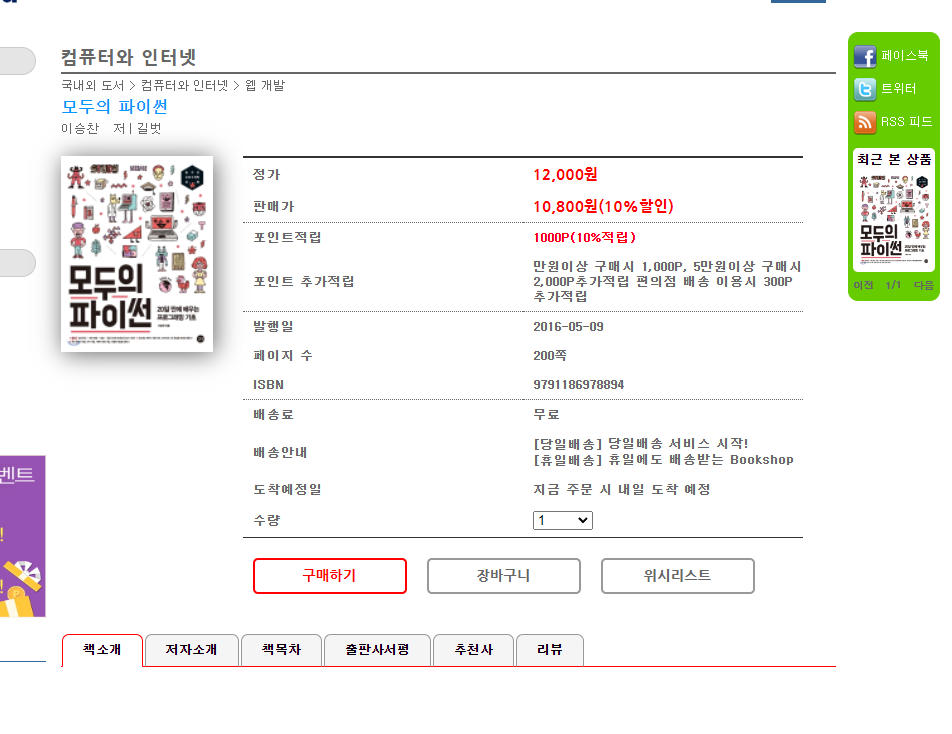 컴퓨터와 인터넷
국내외 도서 > 컴퓨터와 인터넷 > 웹 개발
모두의 파이썬
이승찬 저 | 길벗
모두의
파이썬
20일 만에 배우는
프로그래밍 기초
정가 12,000원
판매가 10,800원(10%할인)
포인트적립 1000P(10%적립)
포인트 추가적립 만원이상 구매시 1,000P, 5만원이상 구매시
2,000P추가적립 편의점 배송 이용시 300P
추가적립
발행일 2016-05-09
페이지 수 200쪽
ISBN 9791186978894
배송료 무료
배송안내 [당일배송] 당일배송 서비스 시작!
[휴일배송] 휴일에도 배송받는 Bookshop
도착예정일 지금 주문 시 내일 도착 예정
수량 1
구매하기 장바구니 위시리스트
책소개 저자소개 책목차 출판사서평 추천사 리뷰
벤트
!
!
페이스북
트위터
RSS 피드
최근 본 상품
모두의
파이썬
이전 1/1 다음